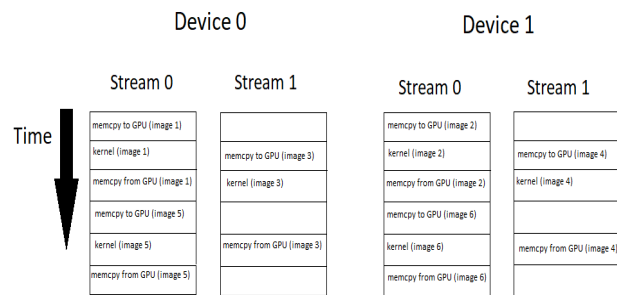 Device 0
Device 1
Stream 0
Stream 1
Stream 0
Stream 1
Time
memcpy to GPU (image 1)
kernel (image 1)
memcpy from GPU (image 1)
memcpy to GPU (image 5)
kernel (image 5)
memcpy from GPU (image 5)
memcpy to GPU (image 3)
kernel (image 3)
memcpy from GPU (image 3)
memcpy to GPU (image 2)
kernel (image 2)
memcpy from GPU (image 2)
memcpy to GPU (image 6)
kernel (image 6)
memcpy from GPU (image 6)
memcpy to GPU (image 4)
kernel (image 4)
memcpy from GPU (image 4)